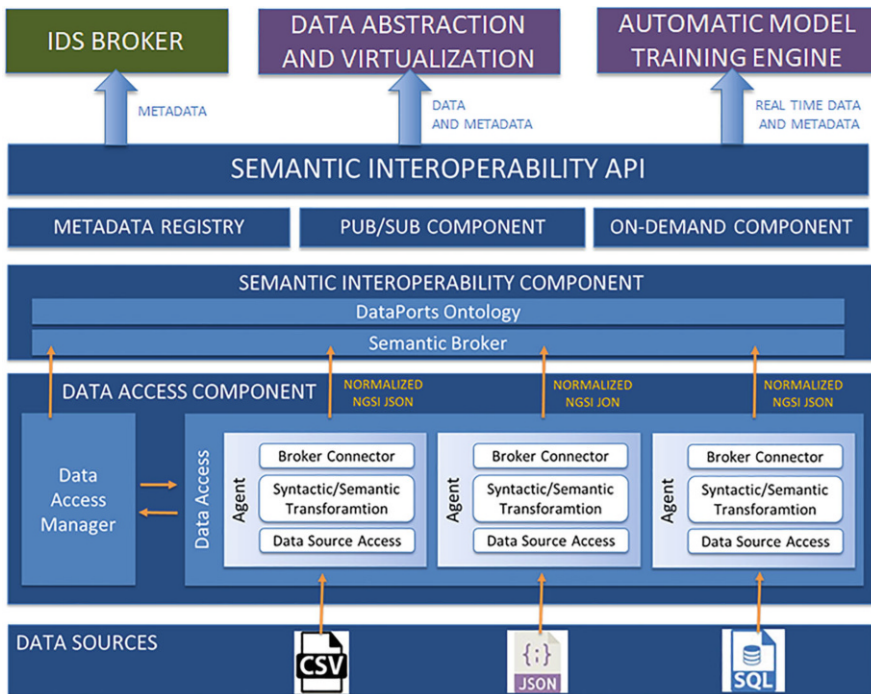 IDS BROKER
DATA ABSTRACTION
AND VIRTUALIZATION
AUTOMATIC MODEL
TRAINING ENGINE
METADATA
DATA
AND METADATA
REAL TIME DATA
AND METADATA
SEMANTIC INTEROPERABILITY API
METADATA REGISTRY
PUB/SUB COMPONENT
ON-DEMAND COMPONENT
SEMANTIC INTEROPERABILITY COMPONENT
DataPorts Ontology
Semantic Broker
DATA ACCESS COMPONENT
NORMALIZED
NGSI JSON
NORMALIZED
NGSI JON
NORMALIZED
NGSI JSON
Data
Access
Manager
Data Access
Agent
Broker Connector
Syntactic/Semantic
Transforamtion
Data Source Access
Agent
Broker Connector
Syntactic/Semantic
Transforamtion
Data Source Access
Agent
Broker Connector
Syntactic/Semantic
Transforamtion
Data Source Access
DATA SOURCES
CSV
{;}
JSON
SQL